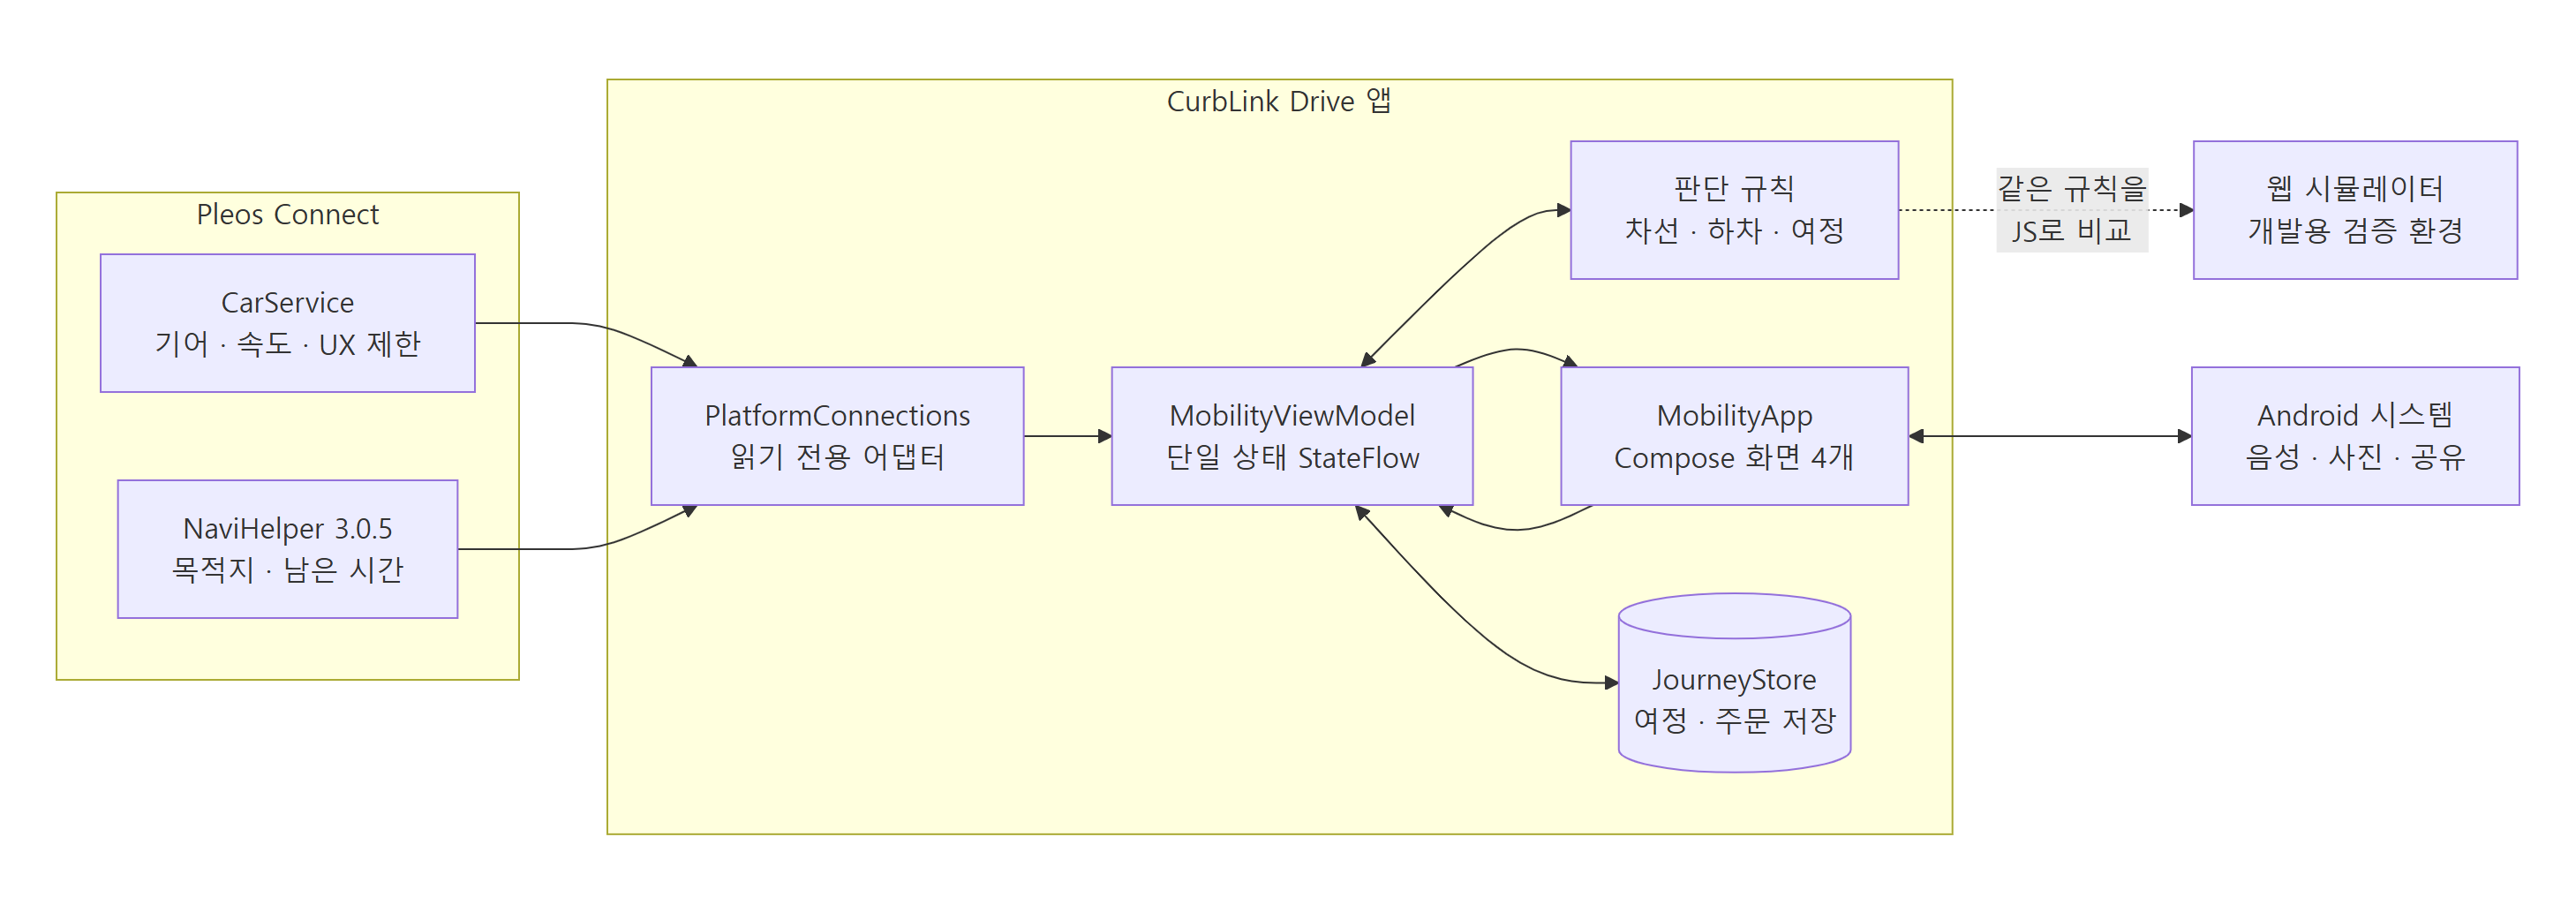 CurbLink Drive 앱
Pleos Connect
CarService
기어 · 속도 · UX 제한
NaviHelper 3.0.5
목적지 · 남은 시간
PlatformConnections
읽기 전용 어댑터
MobilityViewModel
단일 상태 StateFlow
판단 규칙
차선 · 하차 · 여정
MobilityApp
Compose 화면 4개
JourneyStore
여정 · 주문 저장
같은 규칙을
JS로 비교
웹 시뮬레이터
개발용 검증 환경
Android 시스템
음성 · 사진 · 공유